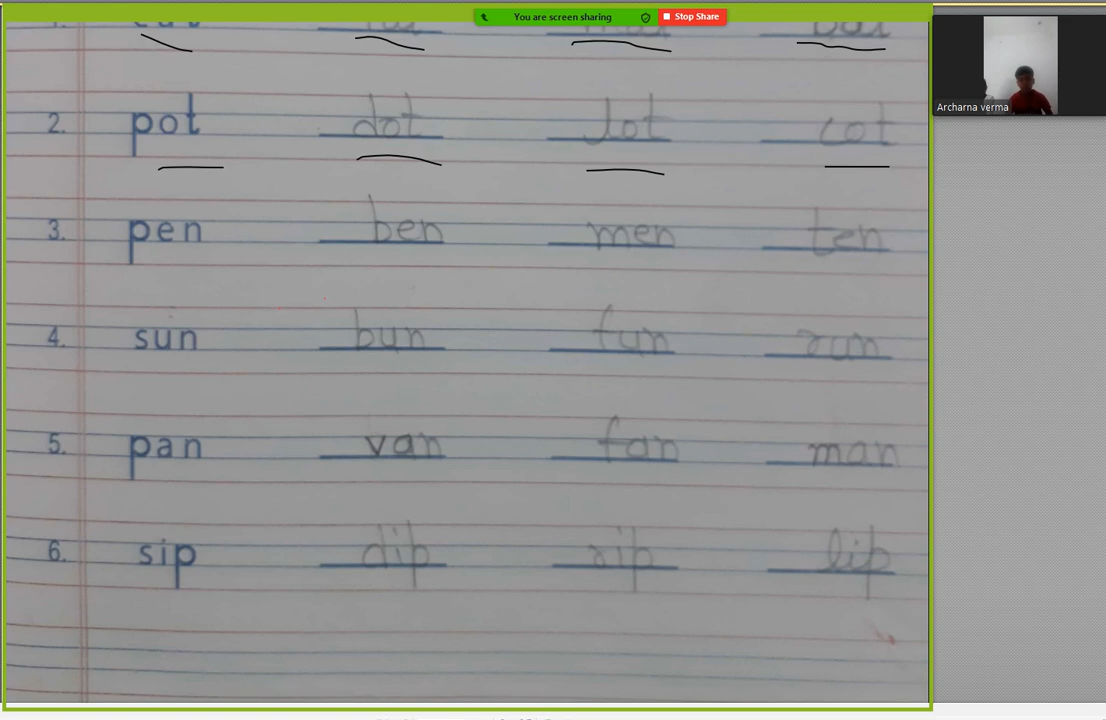 You are screen sharing Stop Share
Archarna verma
2. pot dot lot cot
3. pen ben men ten
4. sun bun fun run
5. pan van fan man
6. sip dip rip lip